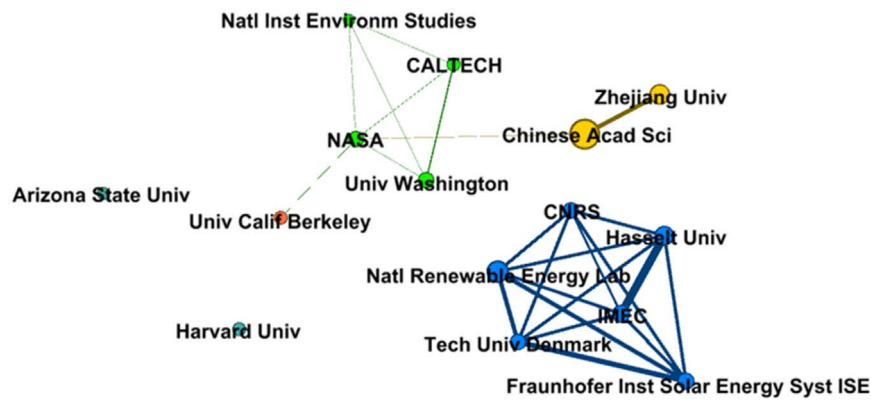 Natl Inst Environm Studies
CALTECH
Zhejiang Univ
Chinese Acad Sci
NASA
Univ Washington
Arizona State Univ
Univ Calif Berkeley
CNRS
Hasselt Univ
Natl Renewable Energy Lab
IMEC
Harvard Univ
Tech Univ Denmark
Fraunhofer Inst Solar Energy Syst ISE